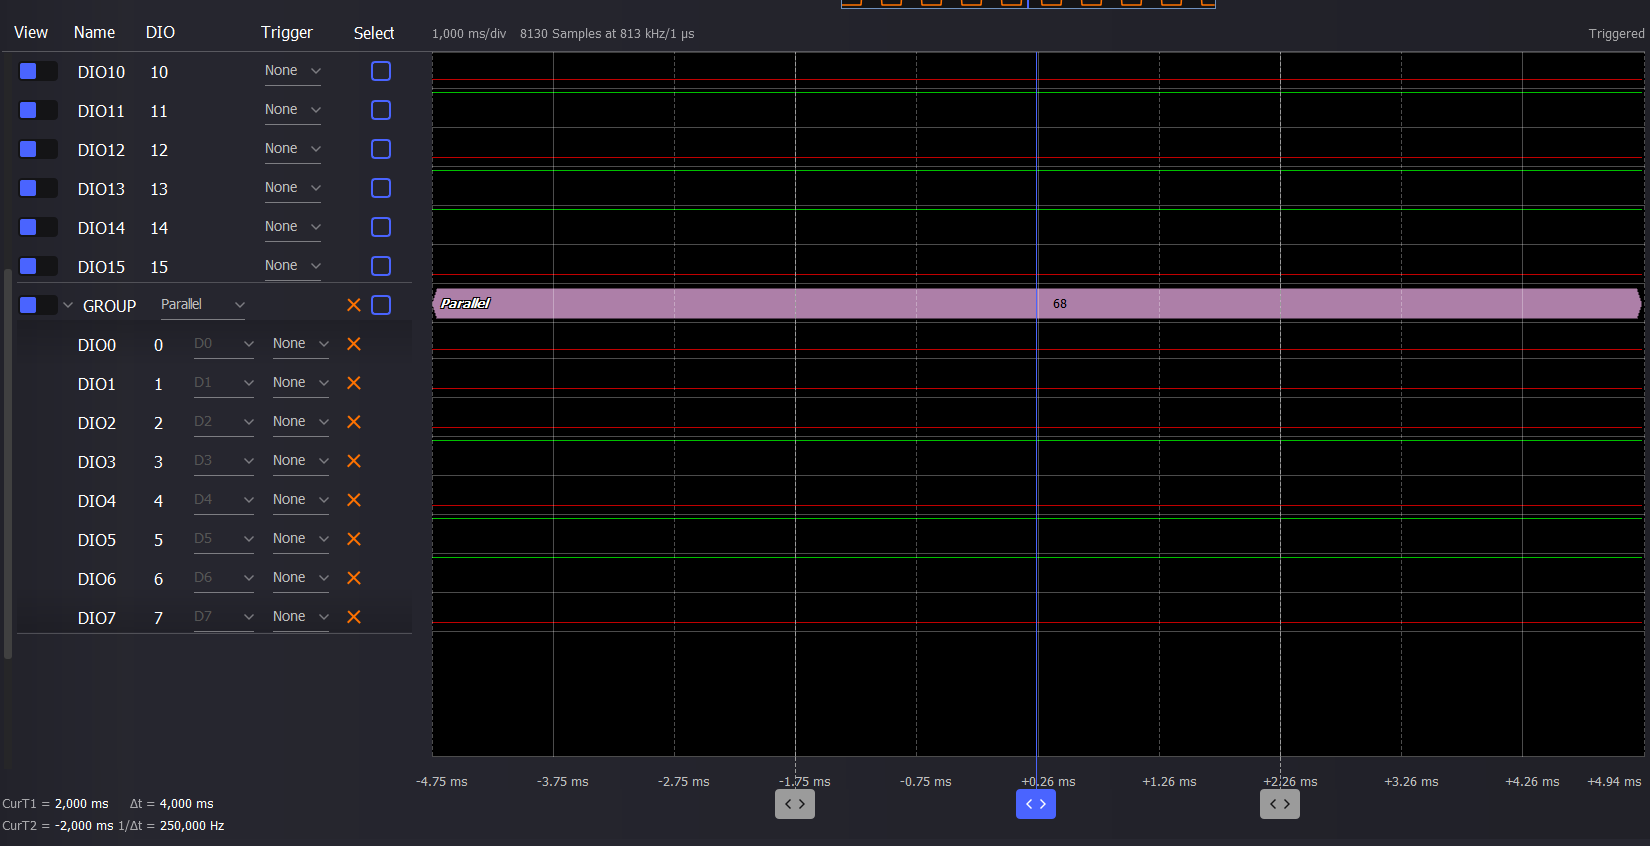 View Name DIO Trigger Select 1,000 ms/div 8130 Samples at 813 kHz/1 µs Triggered
DIO10 10 None
DIO11 11 None
DIO12 12 None
DIO13 13 None
DIO14 14 None
DIO15 15 None
GROUP Parallel Parallel 68
DIO0 0 D0 None
DIO1 1 D1 None
DIO2 2 D2 None
DIO3 3 D3 None
DIO4 4 D4 None
DIO5 5 D5 None
DIO6 6 D6 None
DIO7 7 D7 None
-4.75 ms -3.75 ms -2.75 ms -1.75 ms -0.75 ms +0.26 ms +1.26 ms +2.26 ms +3.26 ms +4.26 ms +4.94 ms
CurT1 = 2,000 ms Δt = 4,000 ms
CurT2 = -2,000 ms 1/Δt = 250,000 Hz